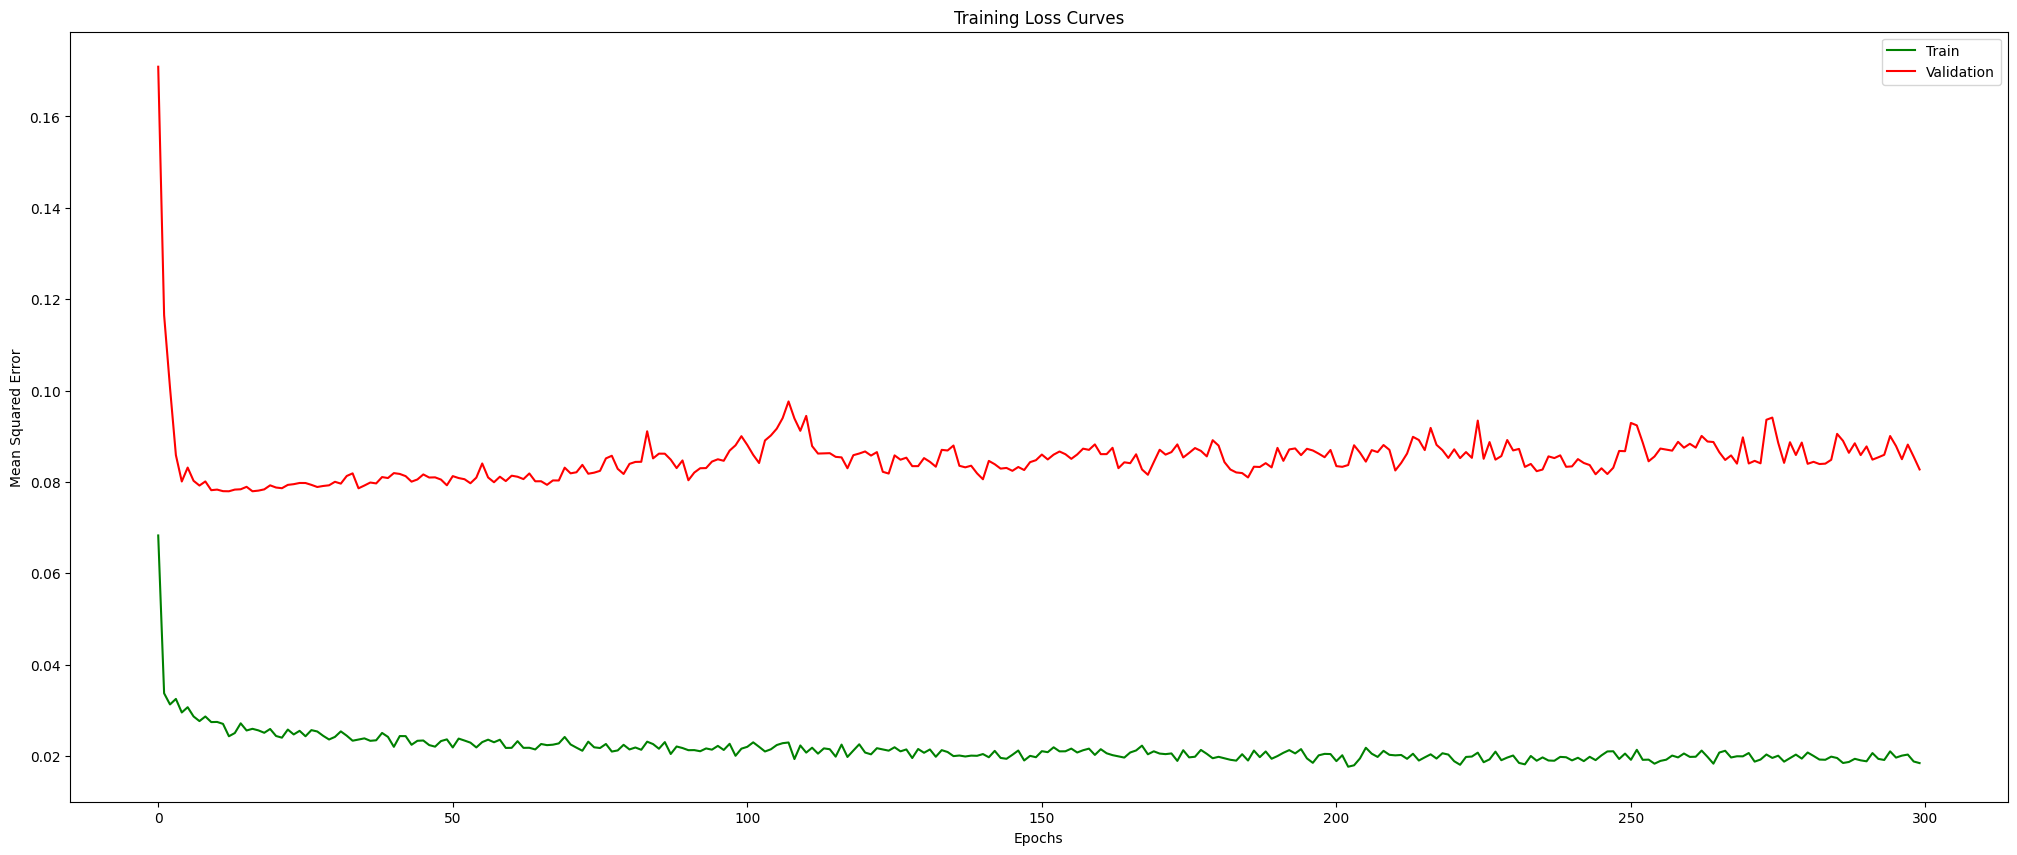 Training Loss Curves
Train
Validation
Mean Squared Error
0.16
0.14
0.12
0.10
0.08
0.06
0.04
0.02
0 50 100 150 200 250 300
Epochs